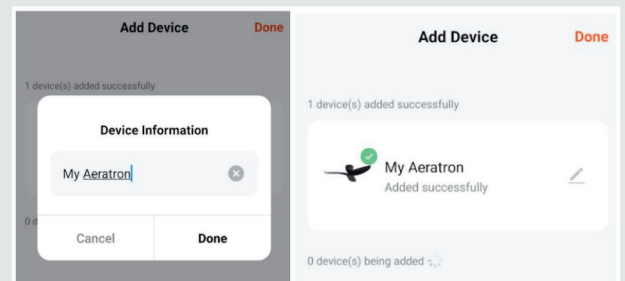 Add Device Done
1 device(s) added successfully
Device Information
My Aeratron
0 d
Cancel Done
Add Device Done
1 device(s) added successfully
My Aeratron
Added successfully
0 device(s) being added